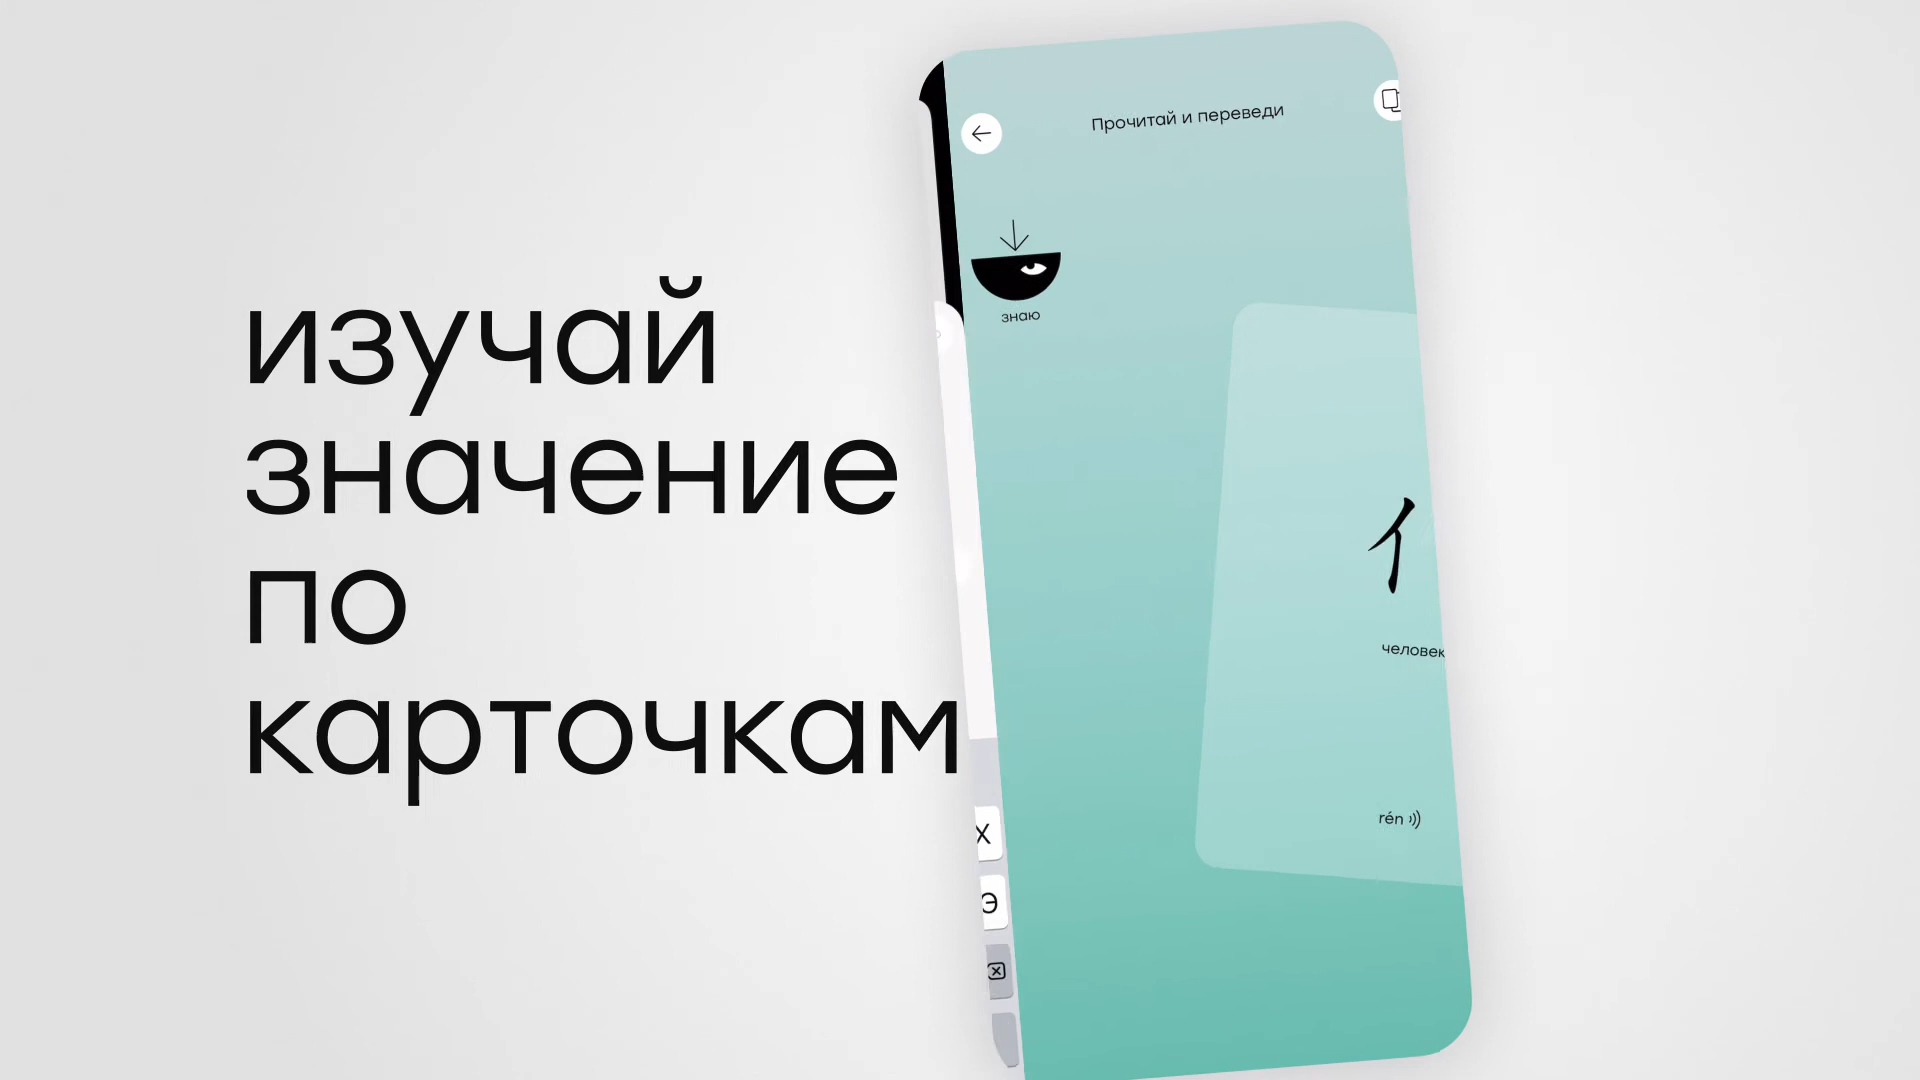 изучай
значение
по
карточкам
Прочитай и переведи
знаю
亻
человек
rén
Х
Э